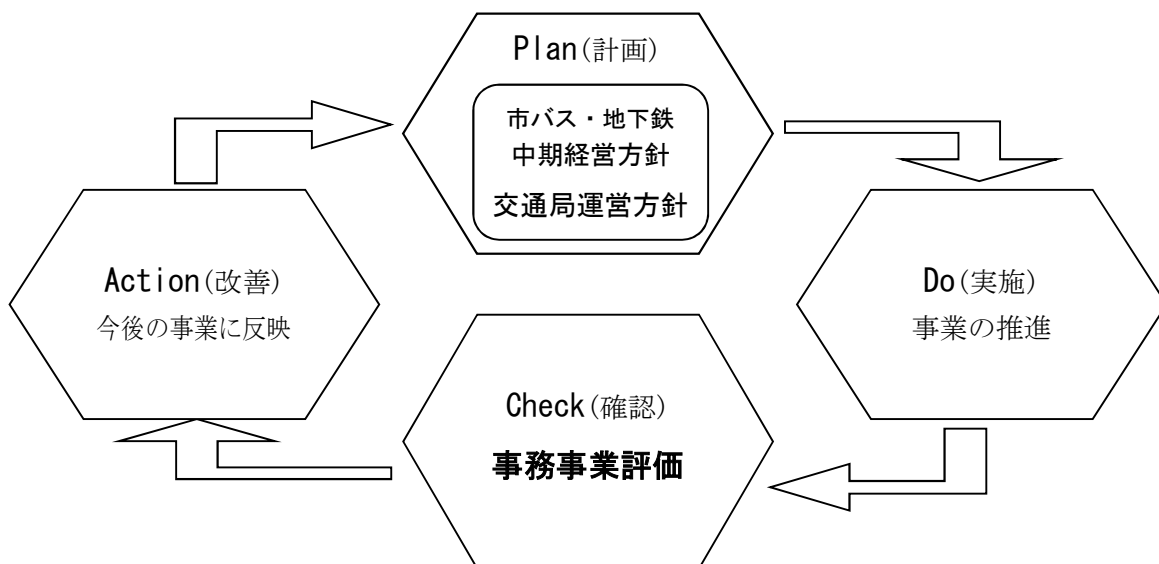 Plan(計画)
市バス・地下鉄
中期経営方針
交通局運営方針
Do(実施)
事業の推進
Check(確認)
事務事業評価
Action(改善)
今後の事業に反映